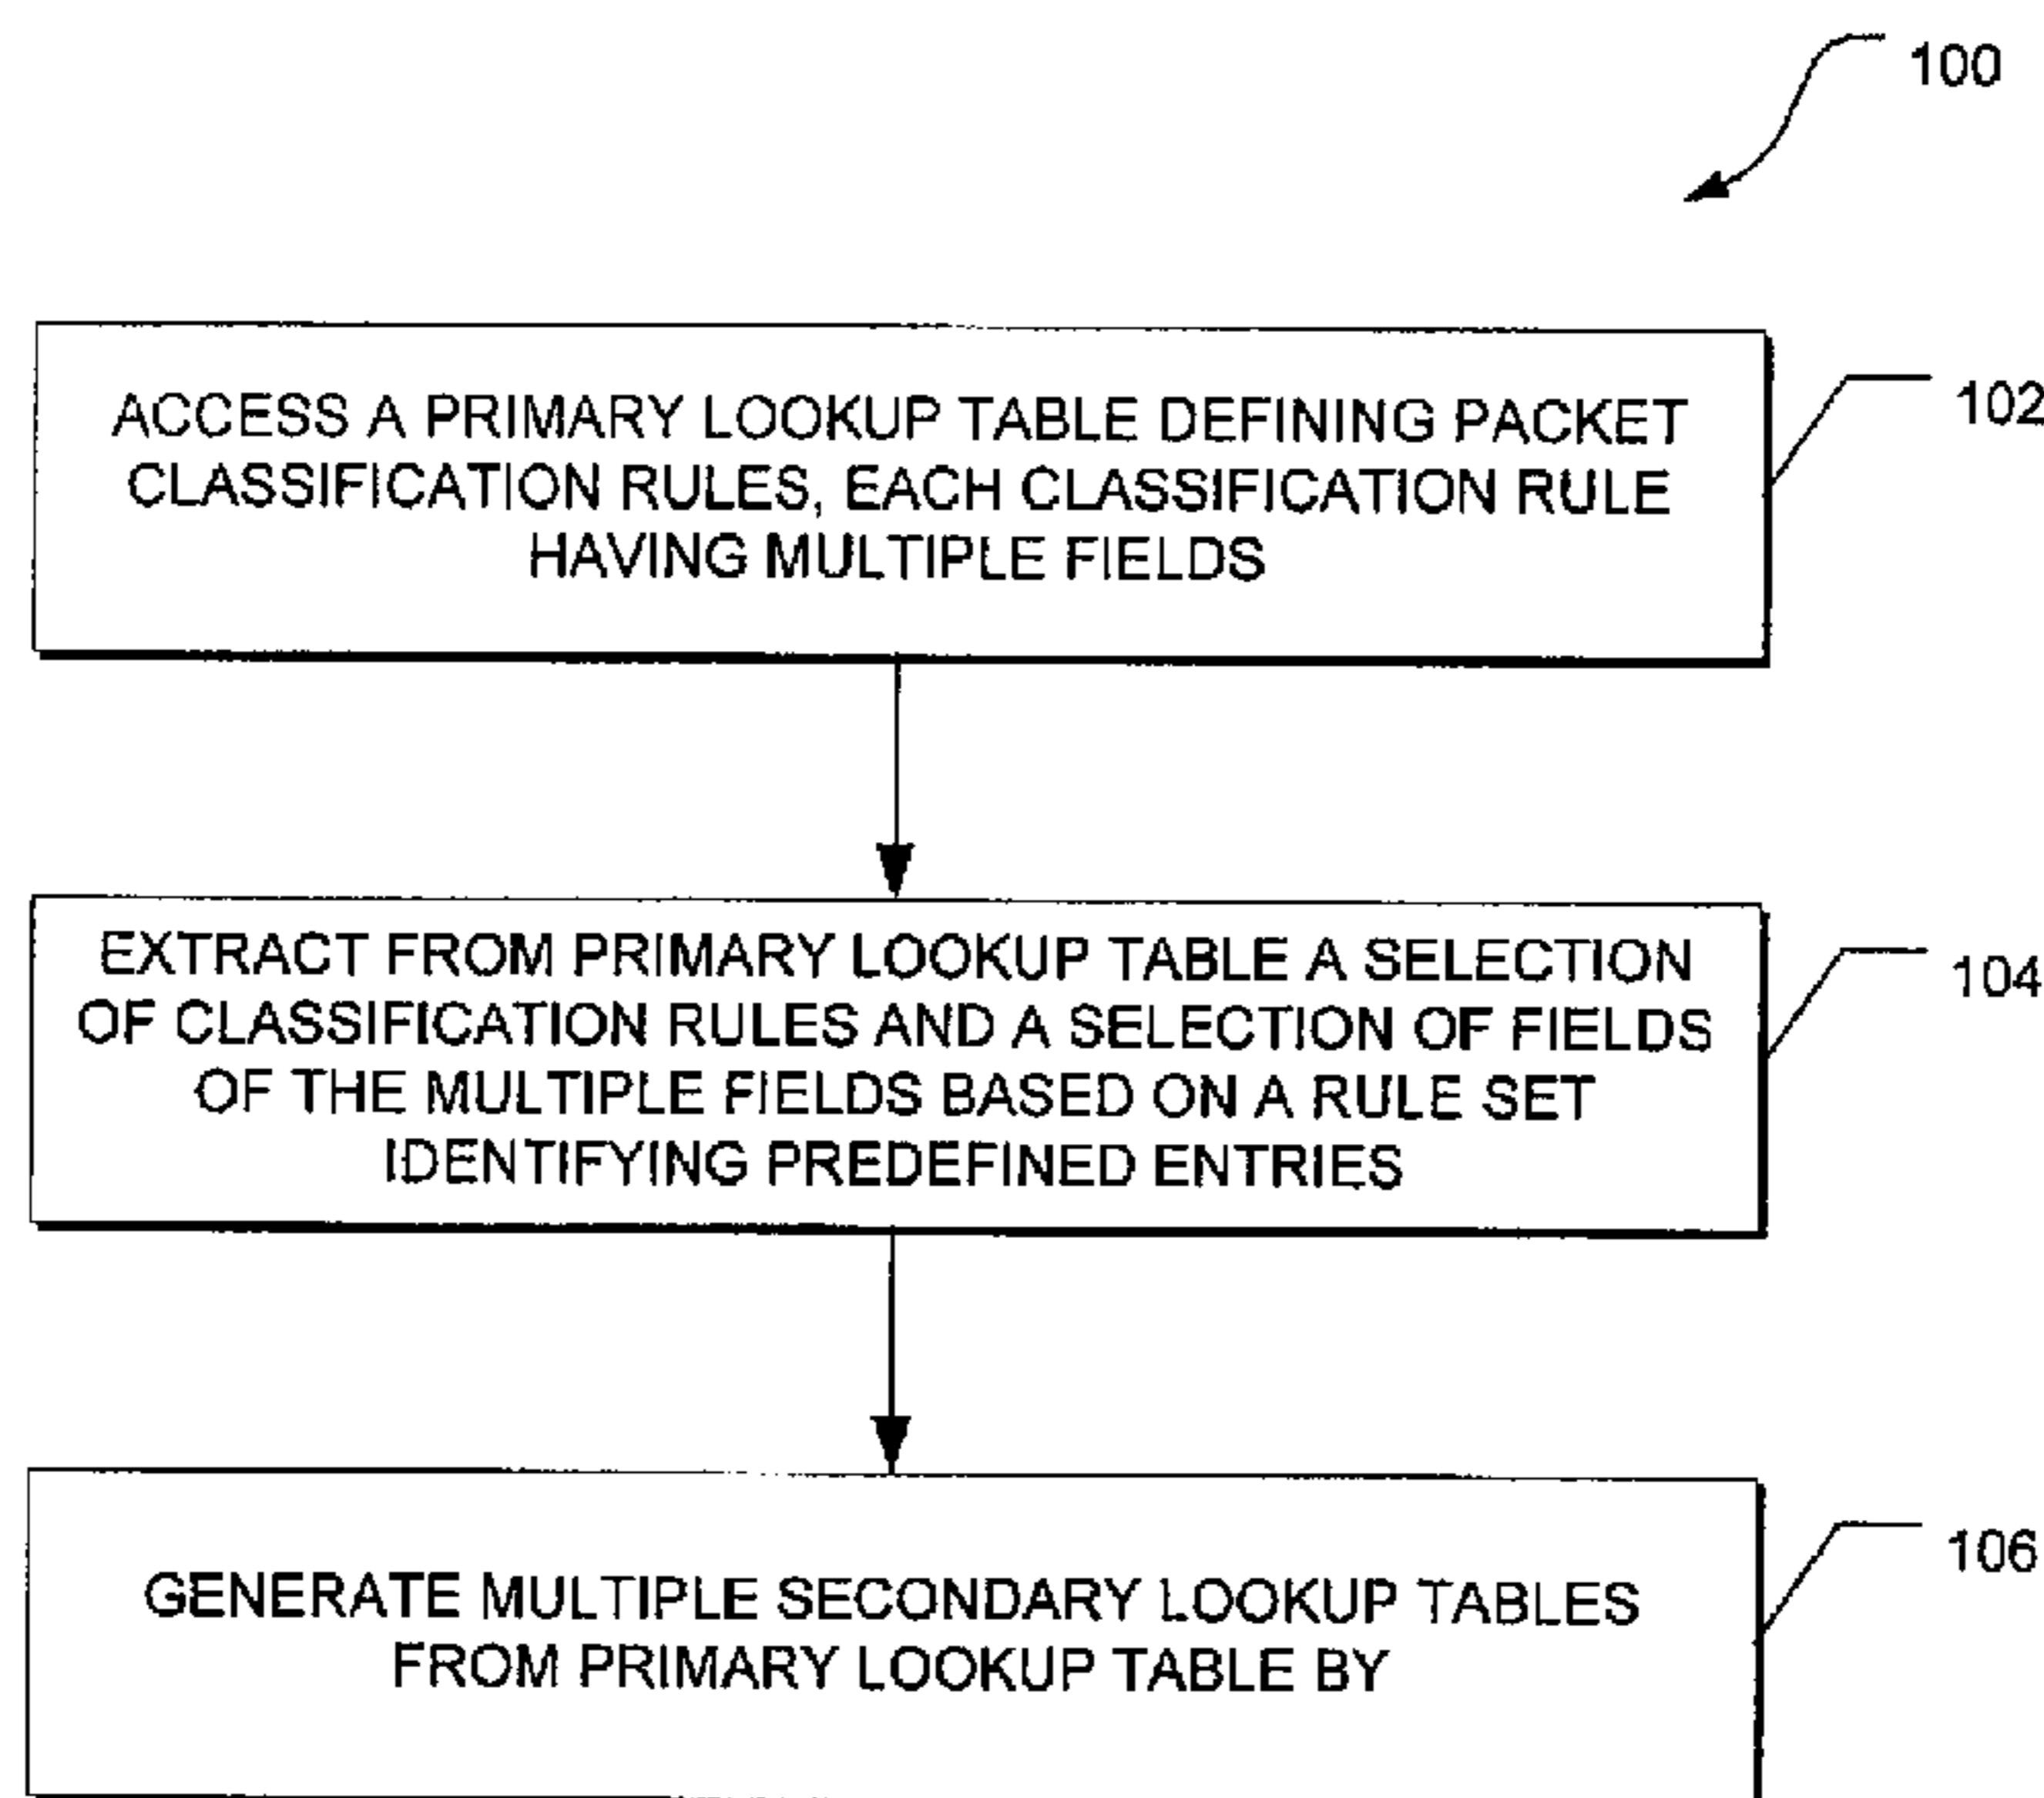 100
ACCESS A PRIMARY LOOKUP TABLE DEFINING PACKET
CLASSIFICATION RULES, EACH CLASSIFICATION RULE
HAVING MULTIPLE FIELDS
102
EXTRACT FROM PRIMARY LOOKUP TABLE A SELECTION
OF CLASSIFICATION RULES AND A SELECTION OF FIELDS
OF THE MULTIPLE FIELDS BASED ON A RULE SET
IDENTIFYING PREDEFINED ENTRIES
104
GENERATE MULTIPLE SECONDARY LOOKUP TABLES
FROM PRIMARY LOOKUP TABLE BY
106